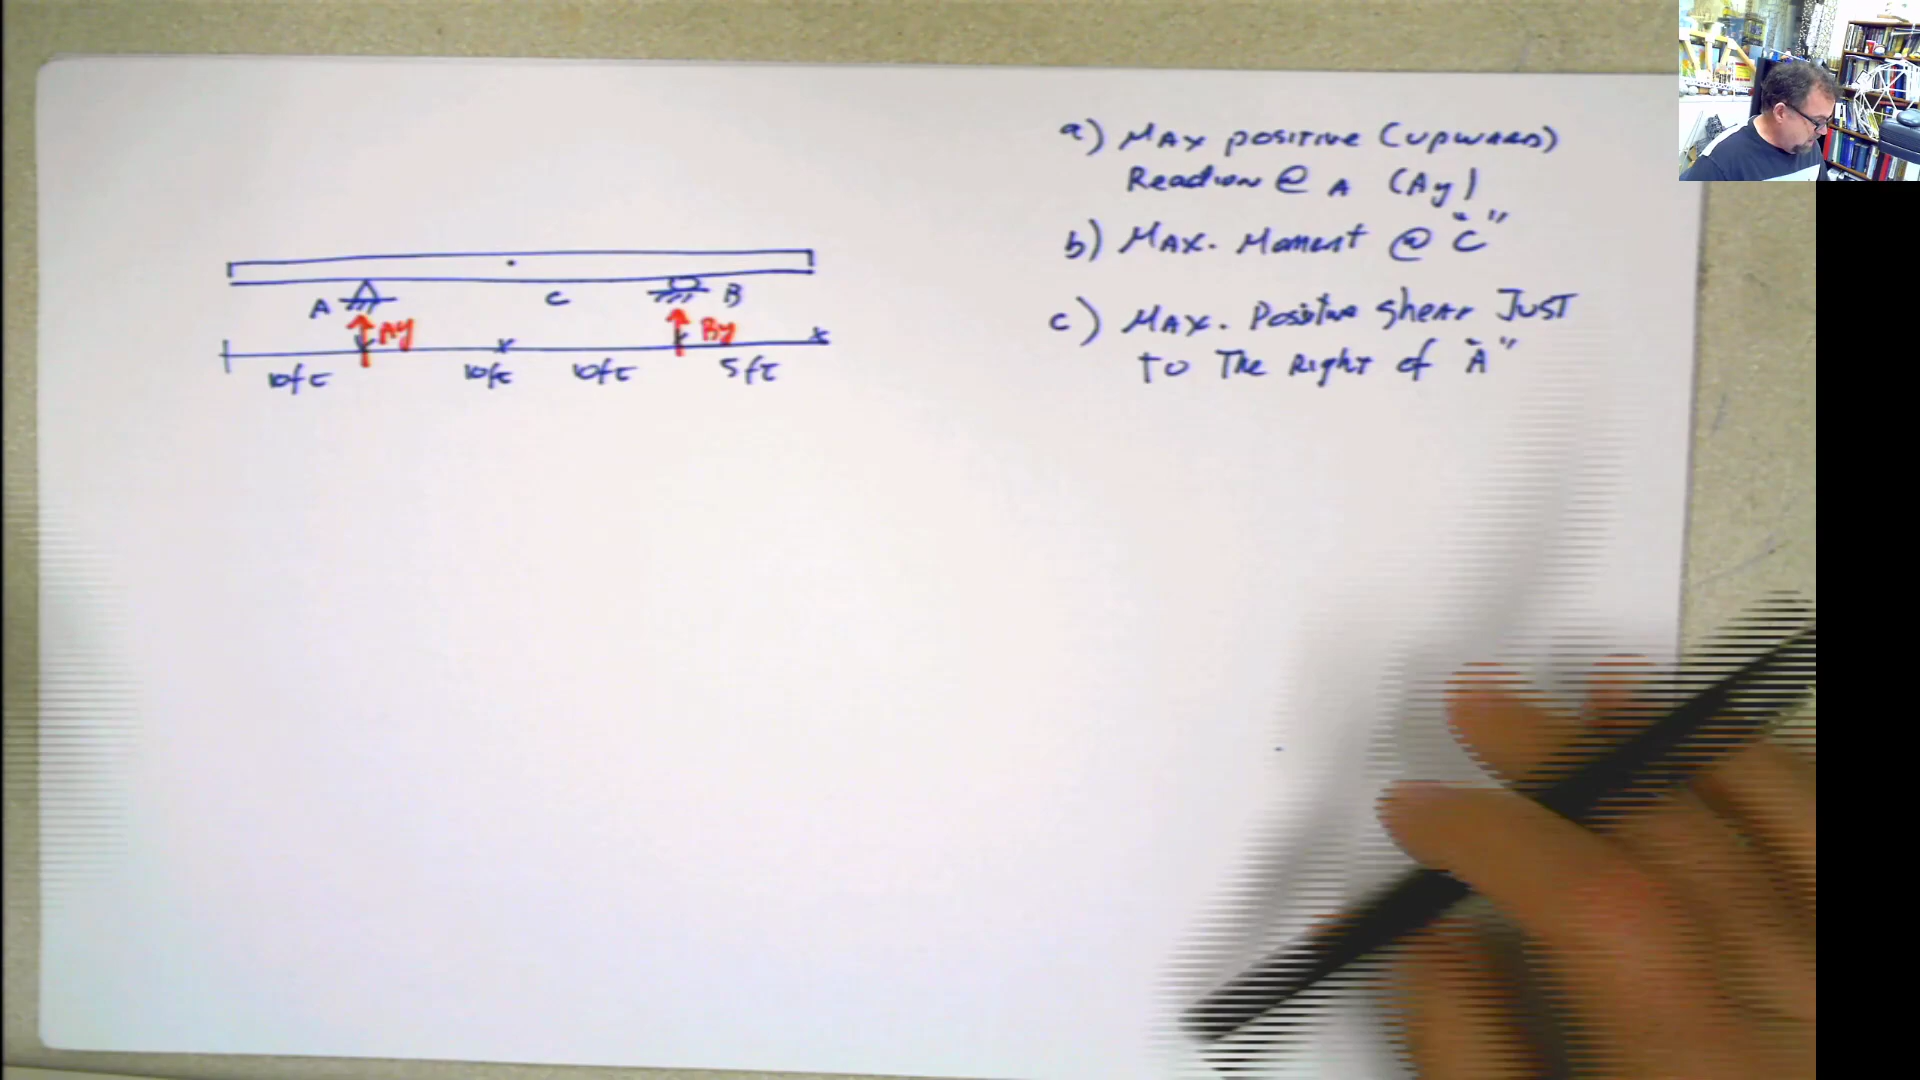 a) MAX positive (upward)
Reaction @ A (Ay)
b) MAX. Moment @ "C"
c) MAX. Positive shear Just
to The Right of "A"
A C B
Ay By
10ft 10ft 10ft 5ft